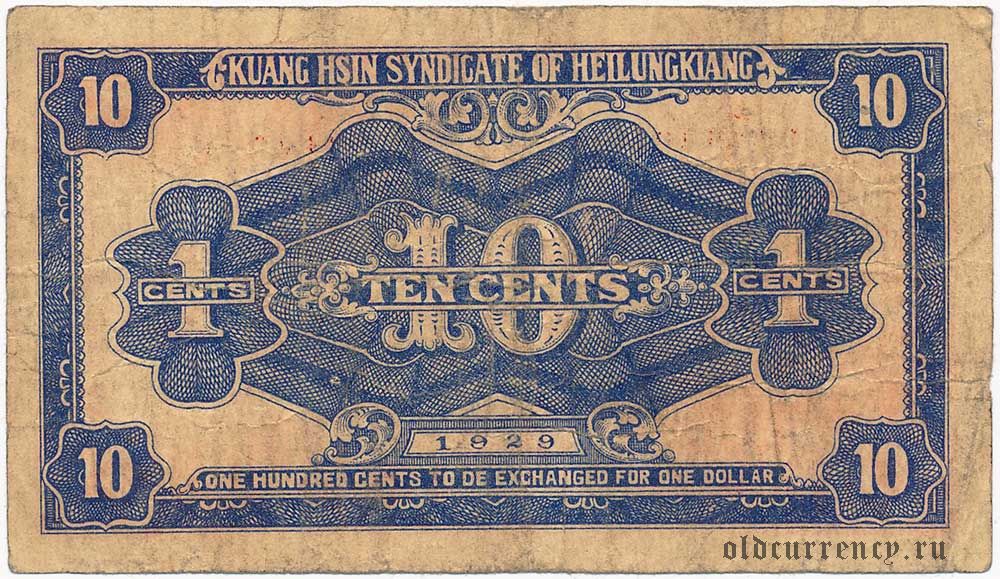 10 KUANG HSIN SYNDICATE OF HEILUNGKIANG 10
1 CENTS
10 TEN CENTS
1 CENTS
1929
10 ONE HUNDRED CENTS TO DE EXCHANGED FOR ONE DOLLAR 10
oldcurrency.ru